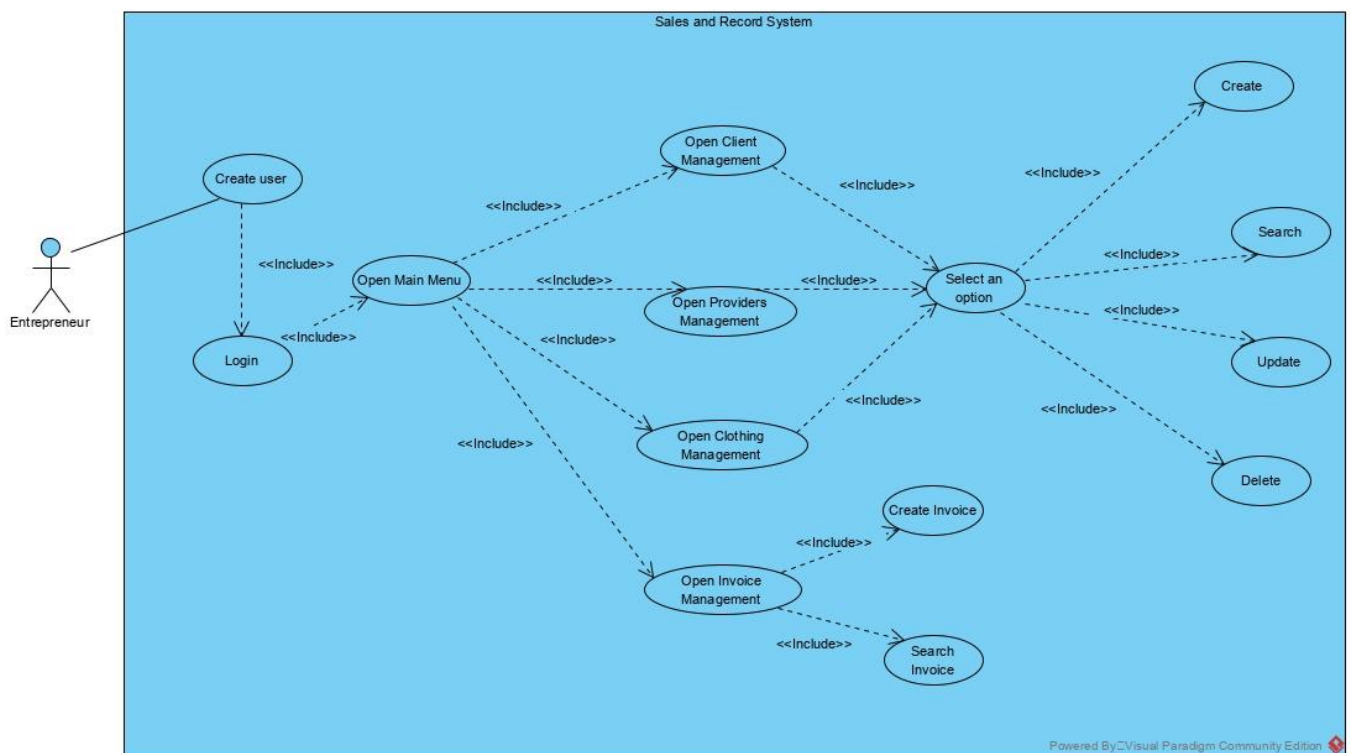 Sales and Record System
Create
Open Client
Management
<<Include>>
Create user
<<Include>>
<<Include>>
Search
<<Include>>
<<Include>>
<<Include>>
Open Main Menu
<<Include>>
<<Include>>
Select an
option
Open Providers
Management
Entrepreneur
<<Include>>
<<Include>>
<<Include>>
Login
Update
<<Include>>
<<Include>>
<<Include>>
Open Clothing
Management
Delete
Create Invoice
<<Include>>
Open Invoice
Management
<<Include>>
Search
Invoice
Powered By Visual Paradigm Community Edition